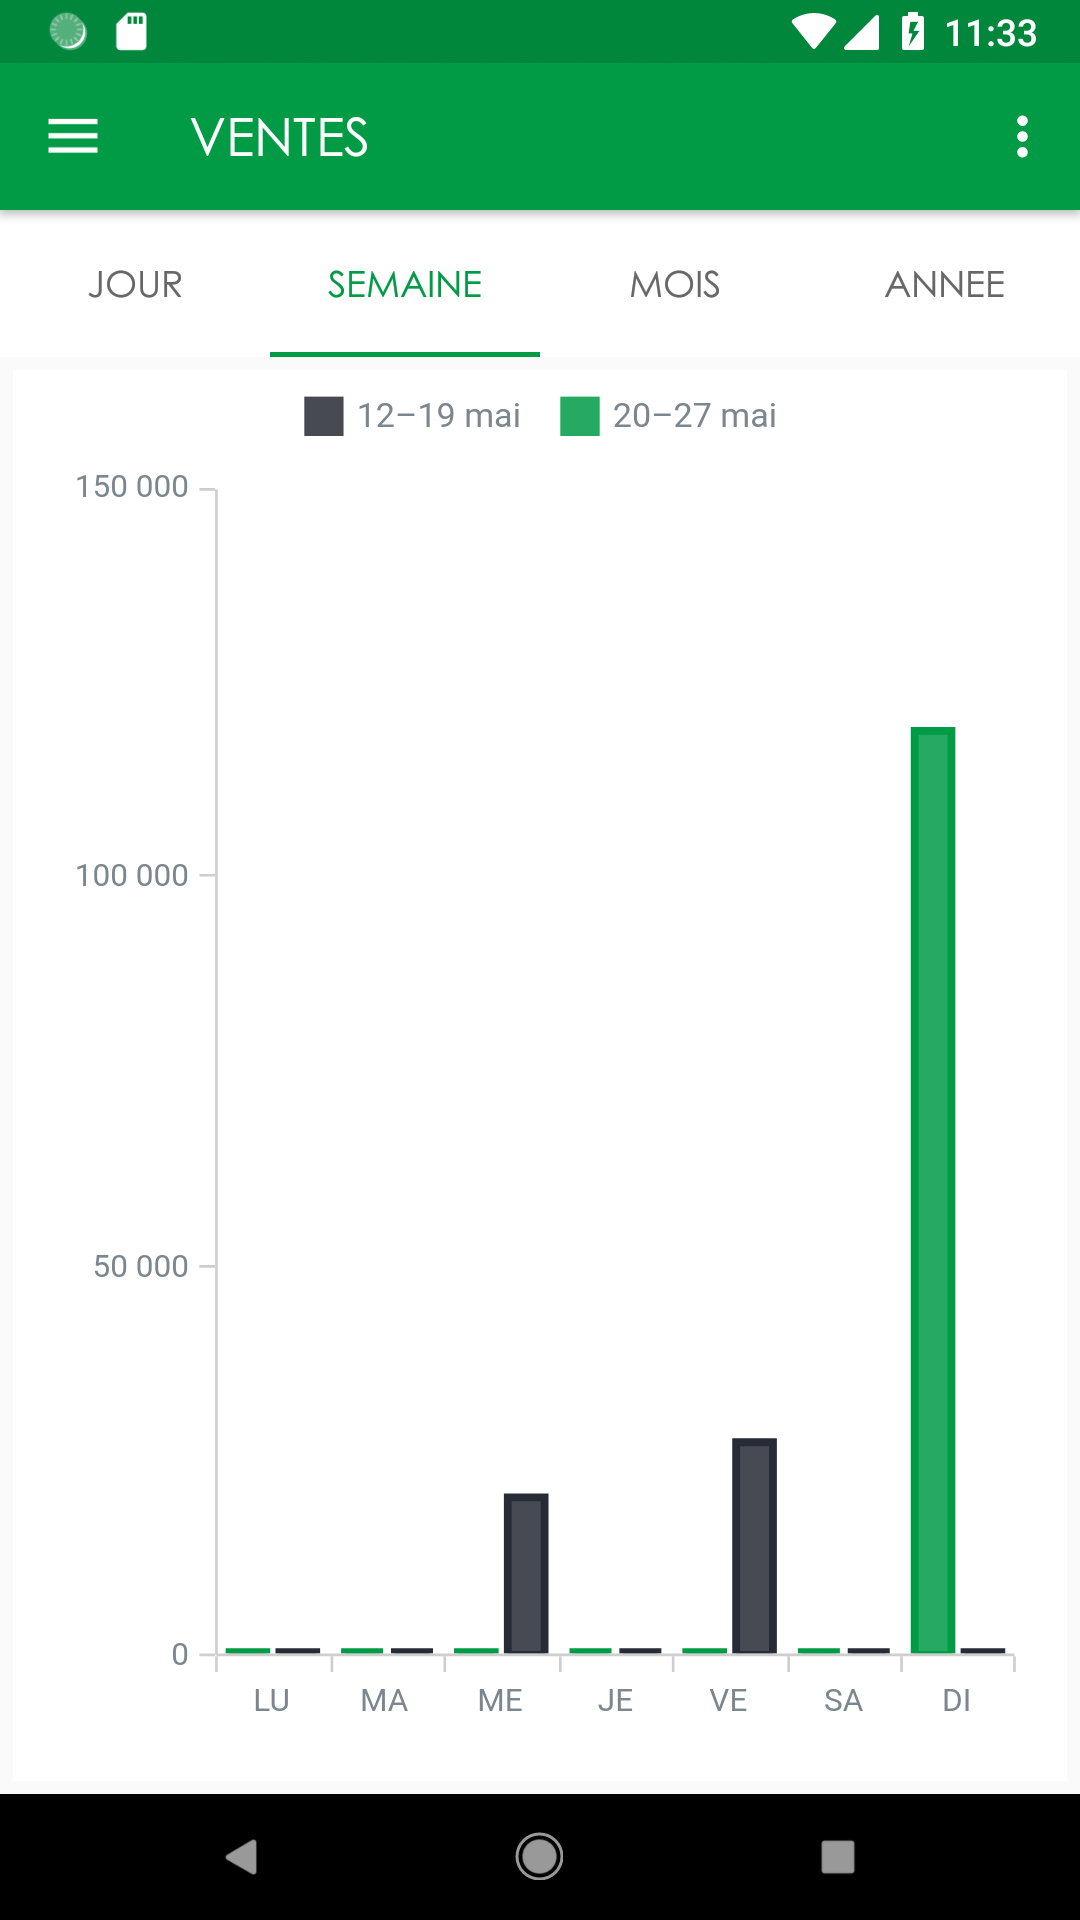 11:33
VENTES
JOUR SEMAINE MOIS ANNEE
12–19 mai 20–27 mai
150 000
100 000
50 000
0
LU MA ME JE VE SA DI